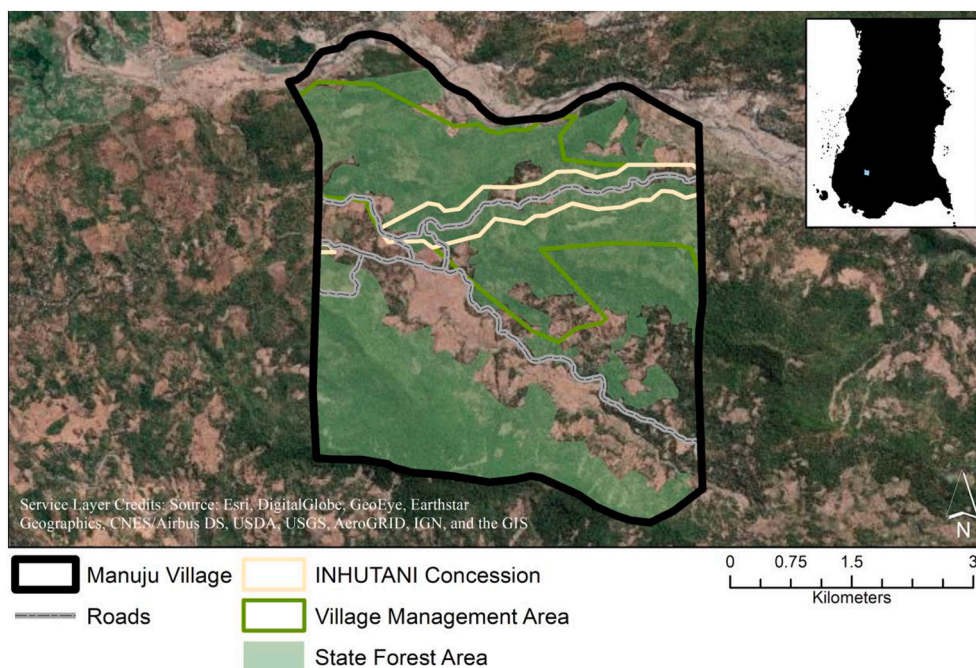 Service Layer Credits: Source: Esri, DigitalGlobe, GeoEye, Earthstar
Geographics, CNES/Airbus DS, USDA, USGS, AeroGRID, IGN, and the GIS
N
Manuju Village
INHUTANI Concession
0 0.75 1.5 3
Kilometers
Roads
Village Management Area
State Forest Area